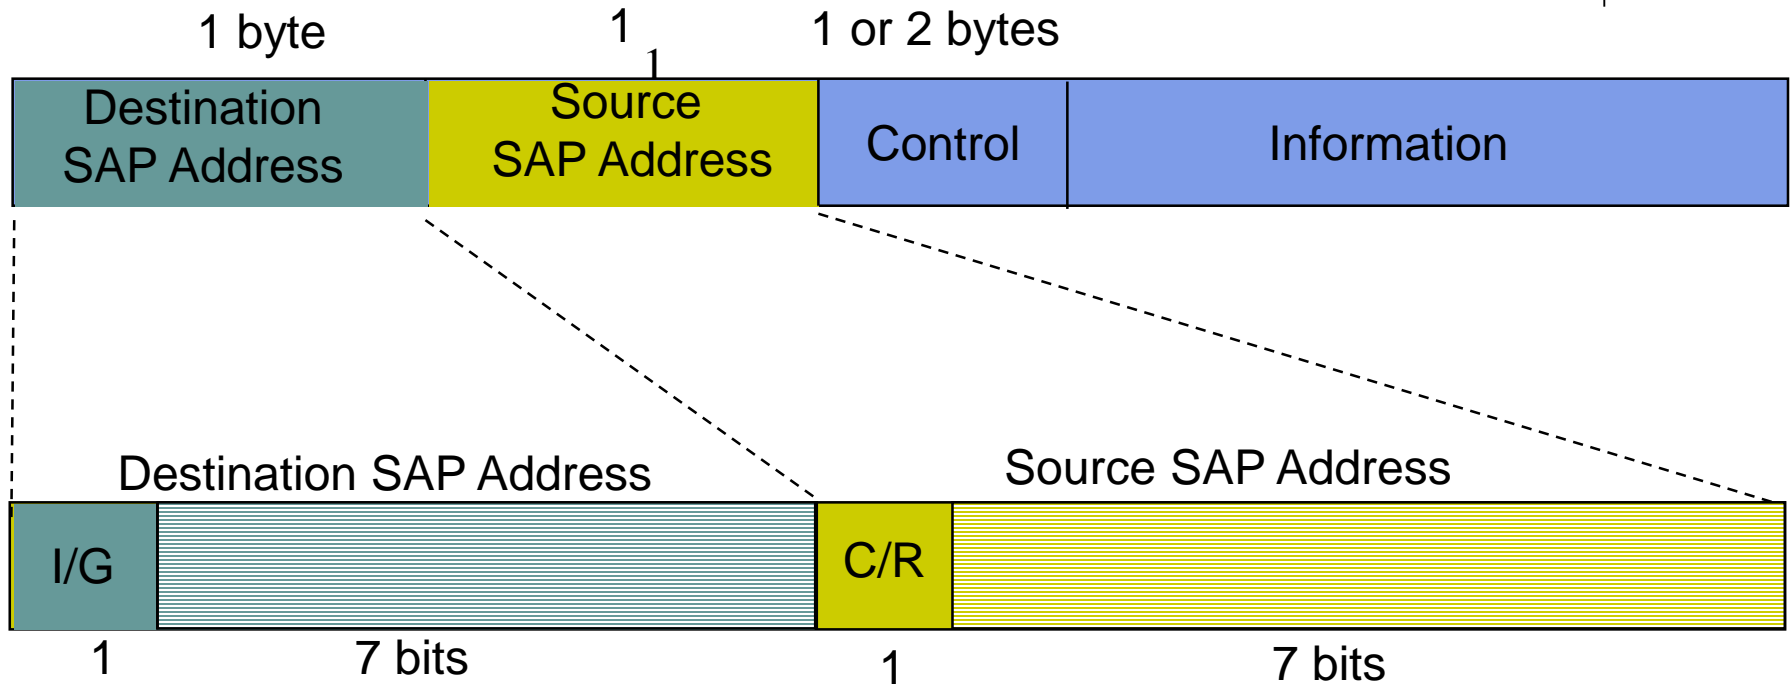 1 byte
1
1
1 or 2 bytes
Destination
SAP Address
Source
SAP Address
Control
Information
Destination SAP Address
Source SAP Address
I/G
C/R
1
7 bits
1
7 bits